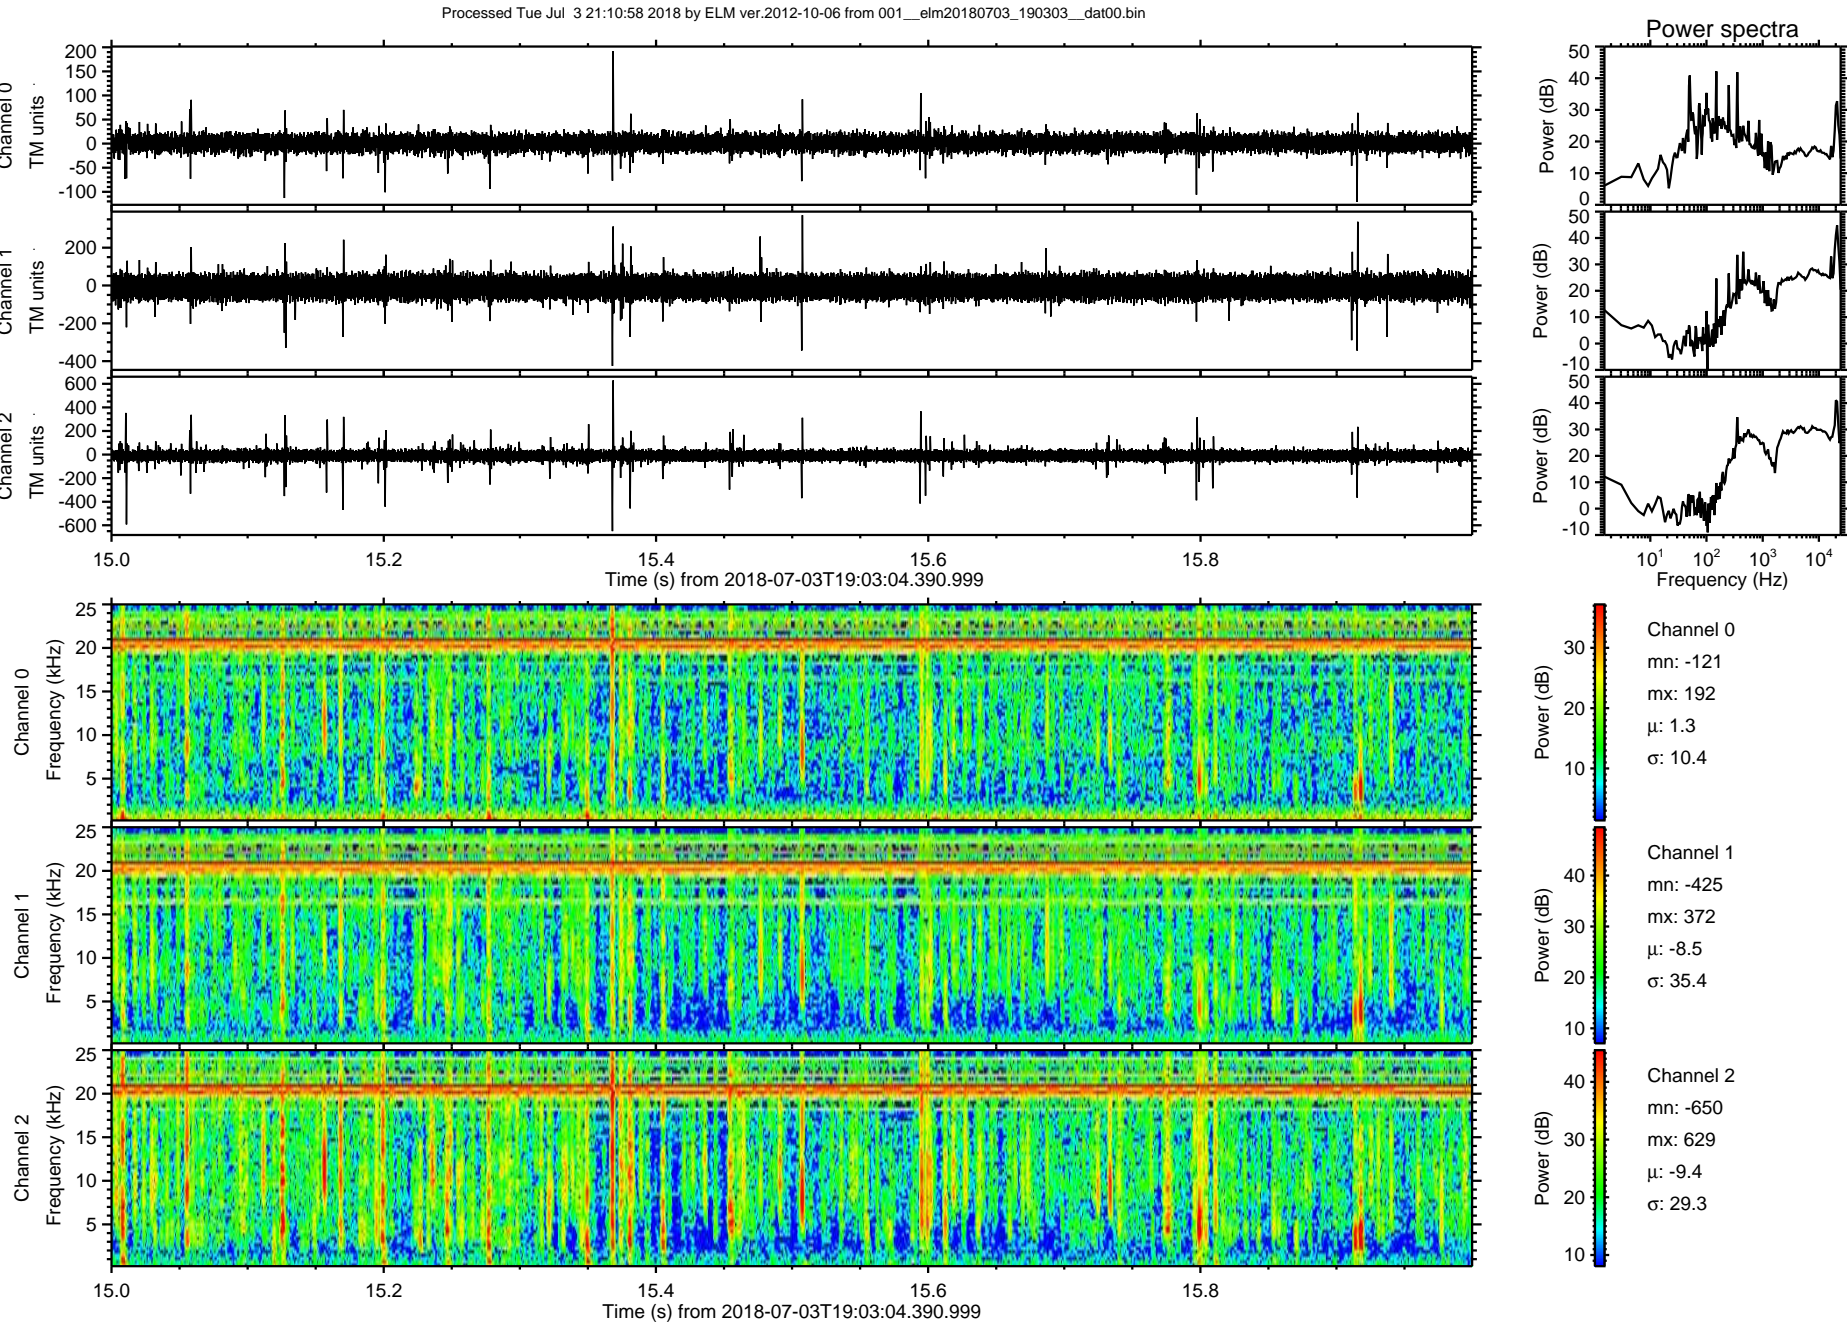 Processed Tue Jul 3 21:10:58 2018 by ELM ver.2012-10-06 from 001__elm20180703_190303__dat00.bin
Power spectra
Channel 0
TM units
200
150
100
50
0
-50
-100
Power (dB)
50
40
30
20
10
0
Channel 1
TM units
200
0
-200
-400
Power (dB)
50
40
30
20
10
0
-10
Channel 2
TM units
600
400
200
0
-200
-400
-600
Power (dB)
50
40
30
20
10
0
-10
15.0 15.2 15.4 15.6 15.8
Time (s) from 2018-07-03T19:03:04.390.999
10^1 10^2 10^3 10^4
Frequency (Hz)
Channel 0
Frequency (kHz)
25
20
15
10
5
Power (dB)
30
20
10
Channel 0
mn: -121
mx: 192
μ: 1.3
σ: 10.4
Channel 1
Frequency (kHz)
25
20
15
10
5
Power (dB)
40
30
20
10
Channel 1
mn: -425
mx: 372
μ: -8.5
σ: 35.4
Channel 2
Frequency (kHz)
25
20
15
10
5
Power (dB)
40
30
20
10
Channel 2
mn: -650
mx: 629
μ: -9.4
σ: 29.3
15.0 15.2 15.4 15.6 15.8
Time (s) from 2018-07-03T19:03:04.390.999